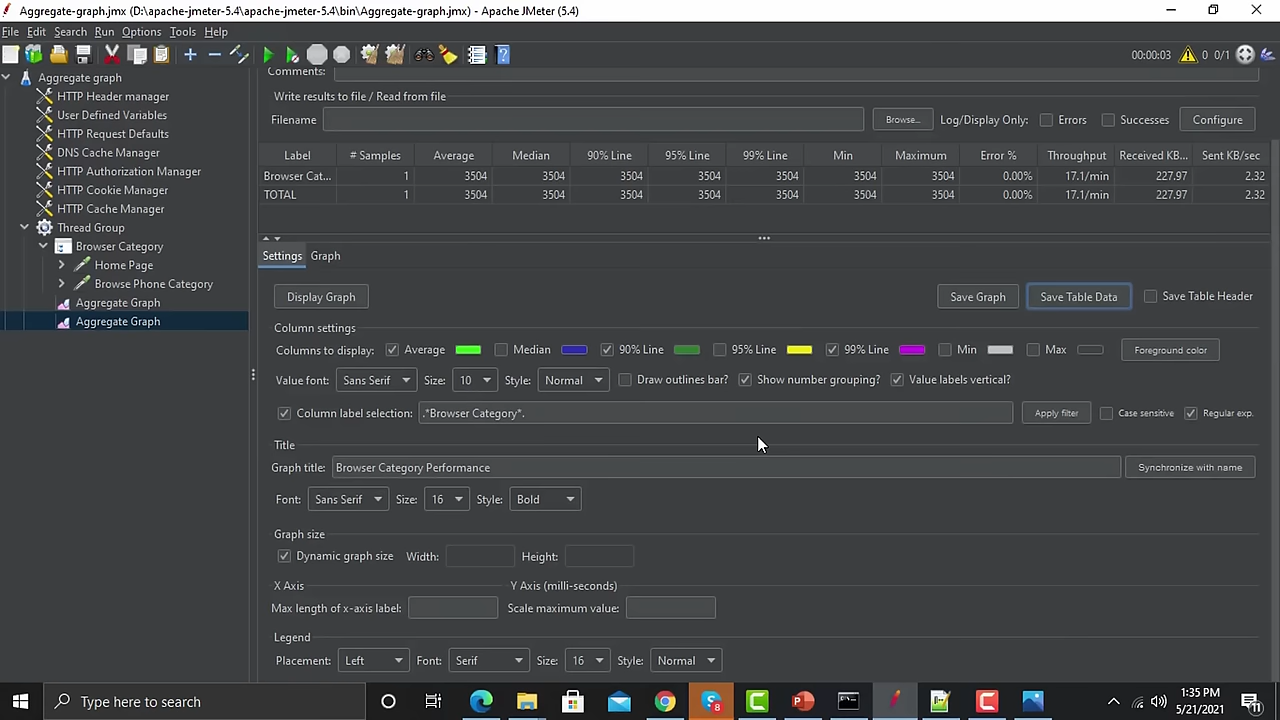 Aggregate-graph.jmx (D:\apache-jmeter-5.4\apache-jmeter-5.4\bin\Aggregate-graph.jmx) - Apache JMeter (5.4)
File Edit Search Run Options Tools Help
00:00:03 0 0/1
Aggregate graph
HTTP Header manager
User Defined Variables
HTTP Request Defaults
DNS Cache Manager
HTTP Authorization Manager
HTTP Cookie Manager
HTTP Cache Manager
Thread Group
Browser Category
Home Page
Browse Phone Category
Aggregate Graph
Aggregate Graph
Comments:
Write results to file / Read from file
Filename Browse... Log/Display Only: Errors Successes Configure
Label # Samples Average Median 90% Line 95% Line 99% Line Min Maximum Error % Throughput Received KB... Sent KB/sec
Browser Cat... 1 3504 3504 3504 3504 3504 3504 3504 0.00% 17.1/min 227.97 2.32
TOTAL 1 3504 3504 3504 3504 3504 3504 3504 0.00% 17.1/min 227.97 2.32
Settings Graph
Display Graph Save Graph Save Table Data Save Table Header
Column settings
Columns to display: Average Median 90% Line 95% Line 99% Line Min Max Foreground color
Value font: Sans Serif Size: 10 Style: Normal Draw outlines bar? Show number grouping? Value labels vertical?
Column label selection: .*Browser Category*. Apply filter Case sensitive Regular exp.
Title
Graph title: Browser Category Performance Synchronize with name
Font: Sans Serif Size: 16 Style: Bold
Graph size
Dynamic graph size Width: Height:
X Axis Y Axis (milli-seconds)
Max length of x-axis label: Scale maximum value:
Legend
Placement: Left Font: Serif Size: 16 Style: Normal
Type here to search
1:35 PM
5/21/2021